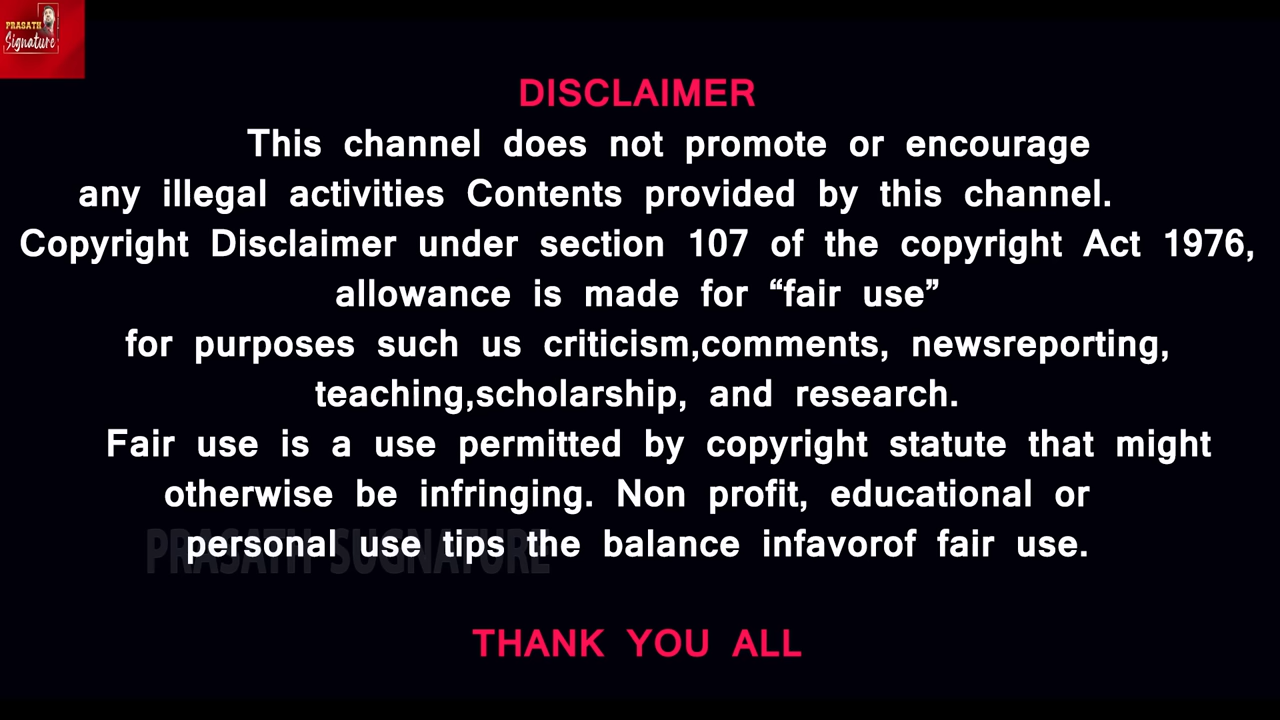 PRASATH
Signature
DISCLAIMER
This channel does not promote or encourage
any illegal activities Contents provided by this channel.
Copyright Disclaimer under section 107 of the copyright Act 1976,
allowance is made for “fair use”
for purposes such us criticism,comments, newsreporting,
teaching,scholarship, and research.
Fair use is a use permitted by copyright statute that might
otherwise be infringing. Non profit, educational or
personal use tips the balance infavorof fair use.
PRASATH SUGNATURE
THANK YOU ALL